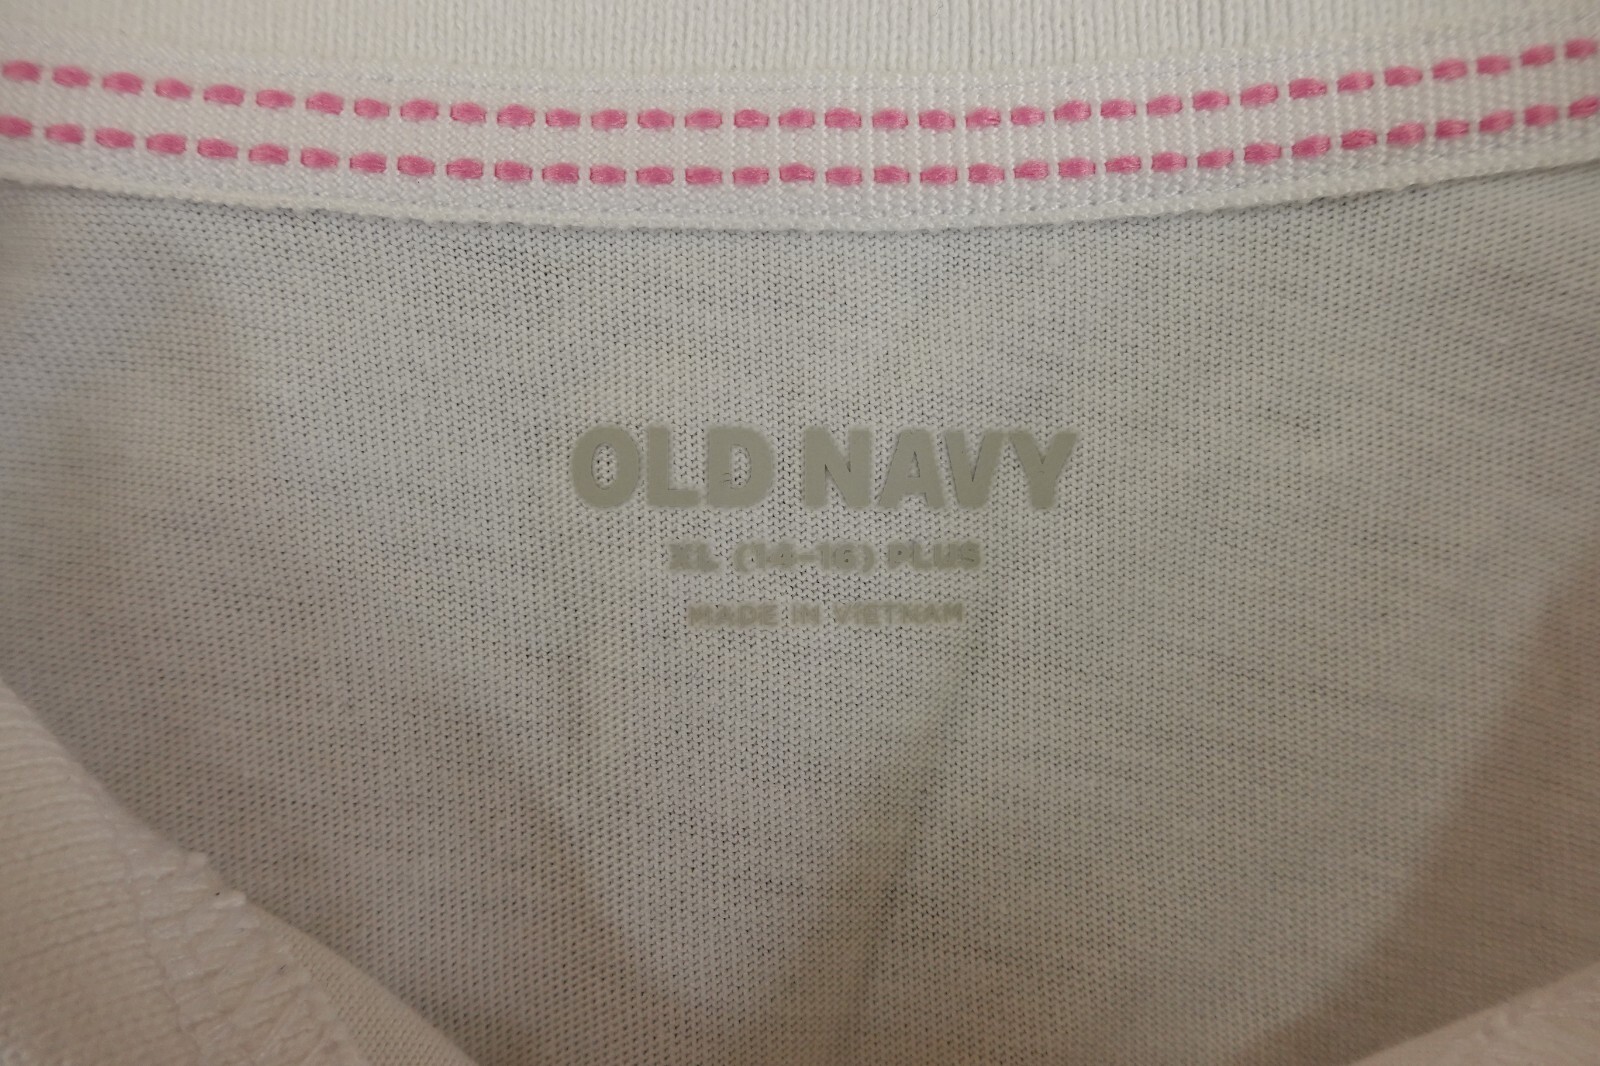 OLD NAVY
XL (14-16) PLUS
MADE IN VIETNAM